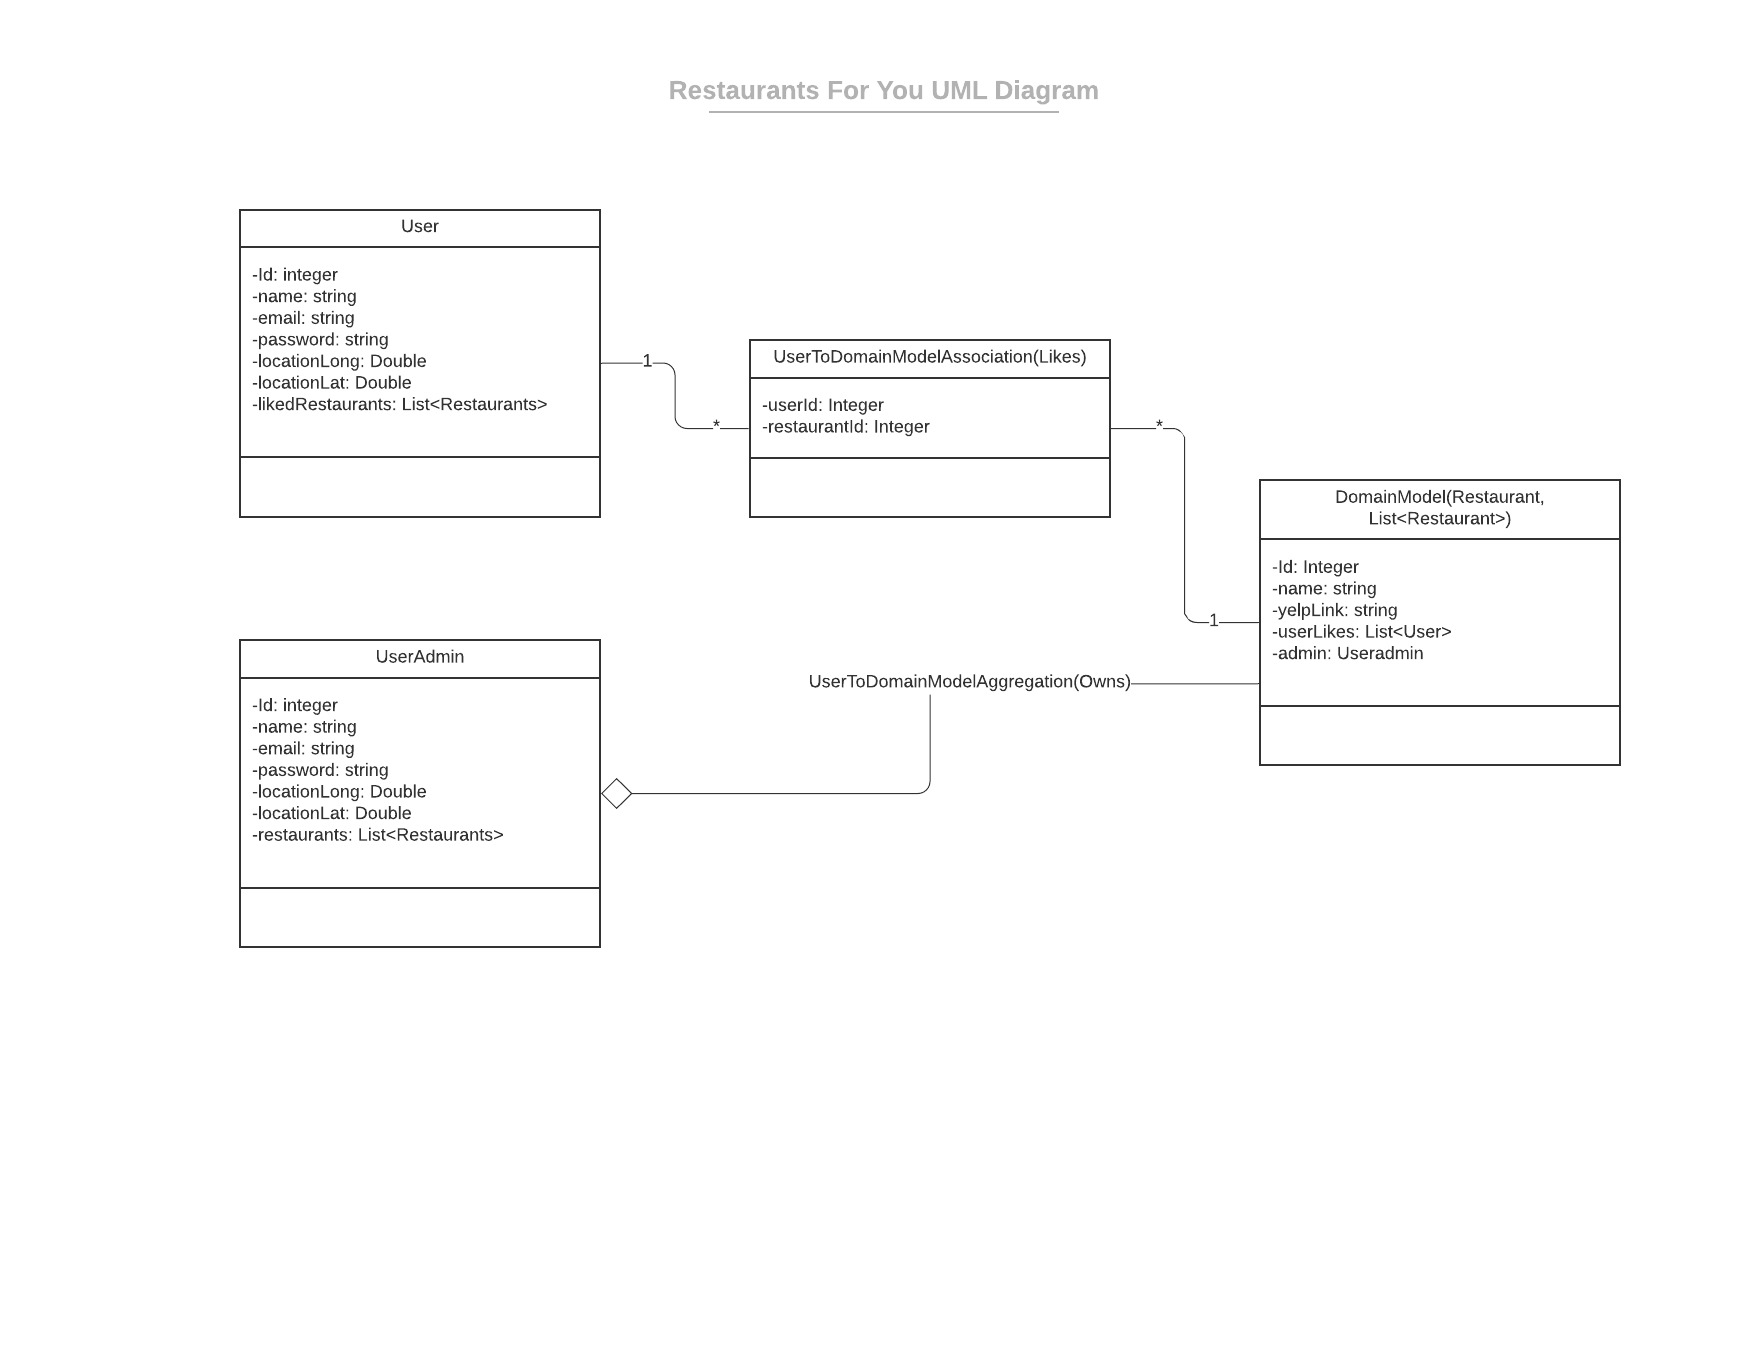 Restaurants For You UML Diagram
User
-Id: integer
-name: string
-email: string
-password: string
-locationLong: Double
-locationLat: Double
-likedRestaurants: List<Restaurants>
1
*
UserToDomainModelAssociation(Likes)
-userId: Integer
-restaurantId: Integer
*
1
DomainModel(Restaurant,
List<Restaurant>)
-Id: Integer
-name: string
-yelpLink: string
-userLikes: List<User>
-admin: Useradmin
UserToDomainModelAggregation(Owns)
UserAdmin
-Id: integer
-name: string
-email: string
-password: string
-locationLong: Double
-locationLat: Double
-restaurants: List<Restaurants>